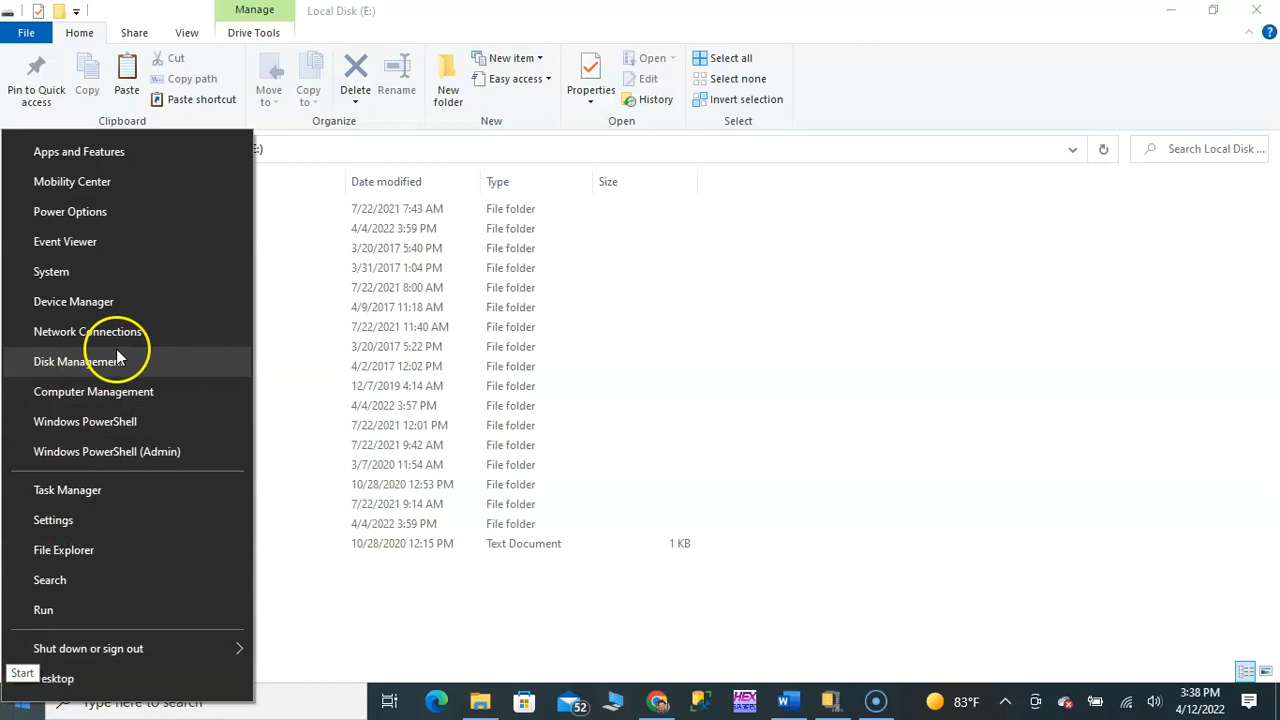 Manage
Local Disk (E:)
File
Home
Share
View
Drive Tools
Pin to Quick access
Copy
Paste
Cut
Copy path
Paste shortcut
Clipboard
Move to
Copy to
Delete
Rename
Organize
New folder
New item
Easy access
New
Properties
Open
Edit
History
Open
Select all
Select none
Invert selection
Select
E:)
Search Local Disk ...
Date modified
Type
Size
7/22/2021 7:43 AM File folder
4/4/2022 3:59 PM File folder
3/20/2017 5:40 PM File folder
3/31/2017 1:04 PM File folder
7/22/2021 8:00 AM File folder
4/9/2017 11:18 AM File folder
7/22/2021 11:40 AM File folder
3/20/2017 5:22 PM File folder
4/2/2017 12:02 PM File folder
12/7/2019 4:14 AM File folder
4/4/2022 3:57 PM File folder
7/22/2021 12:01 PM File folder
7/22/2021 9:42 AM File folder
3/7/2020 11:54 AM File folder
10/28/2020 12:53 PM File folder
7/22/2021 9:14 AM File folder
4/4/2022 3:59 PM File folder
10/28/2020 12:15 PM Text Document 1 KB
Apps and Features
Mobility Center
Power Options
Event Viewer
System
Device Manager
Network Connections
Disk Management
Computer Management
Windows PowerShell
Windows PowerShell (Admin)
Task Manager
Settings
File Explorer
Search
Run
Shut down or sign out
Start
esktop
Type here to search
52
HEX
83°F
3:38 PM
4/12/2022